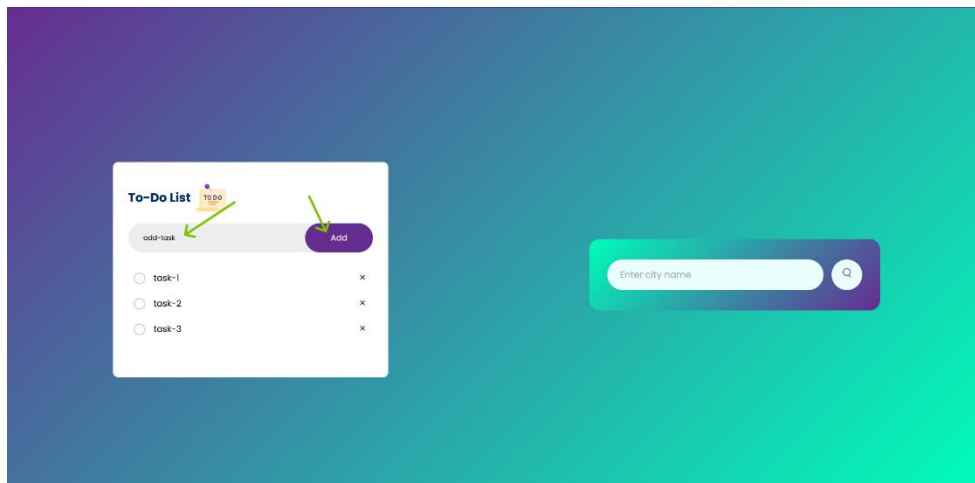 To-Do List TO DO
add-task Add
task-1 ×
task-2 ×
task-3 ×
Enter city name